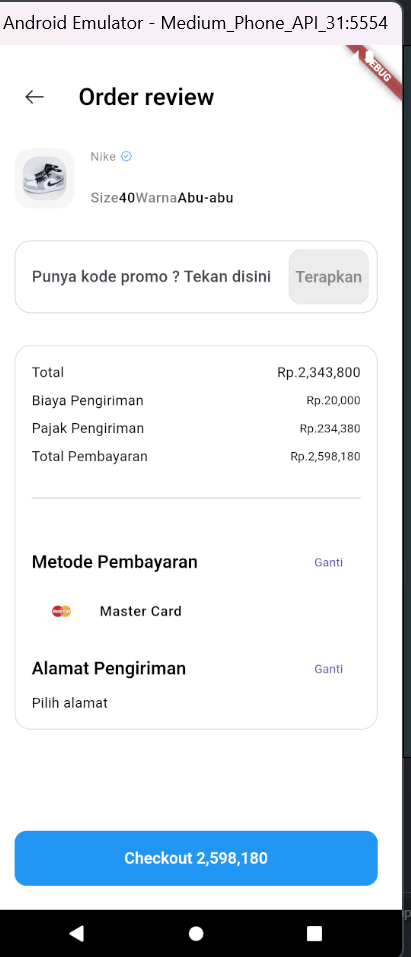 Android Emulator - Medium_Phone_API_31:5554
DEBUG
Order review
Nike
Size40WarnaAbu-abu
Punya kode promo ? Tekan disini Terapkan
Total Rp.2,343,800
Biaya Pengiriman Rp.20,000
Pajak Pengiriman Rp.234,380
Total Pembayaran Rp.2,598,180
Metode Pembayaran Ganti
Master Card
Alamat Pengiriman Ganti
Pilih alamat
Checkout 2,598,180